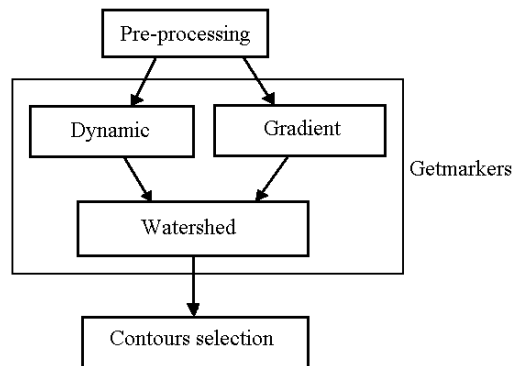 Pre-processing
Dynamic
Gradient
Getmarkers
Watershed
Contours selection